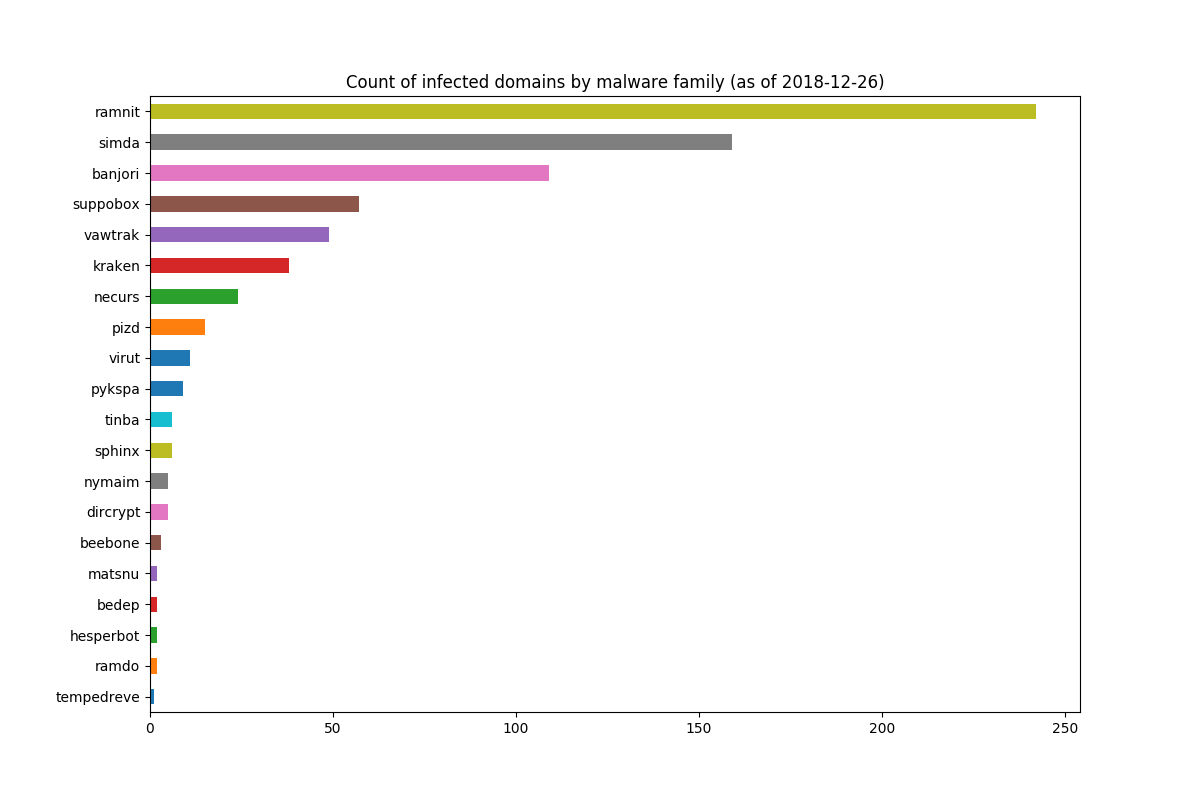 Count of infected domains by malware family (as of 2018-12-26)
ramnit
simda
banjori
suppobox
vawtrak
kraken
necurs
pizd
virut
pykspa
tinba
sphinx
nymaim
dircrypt
beebone
matsnu
bedep
hesperbot
ramdo
tempedreve
0 50 100 150 200 250